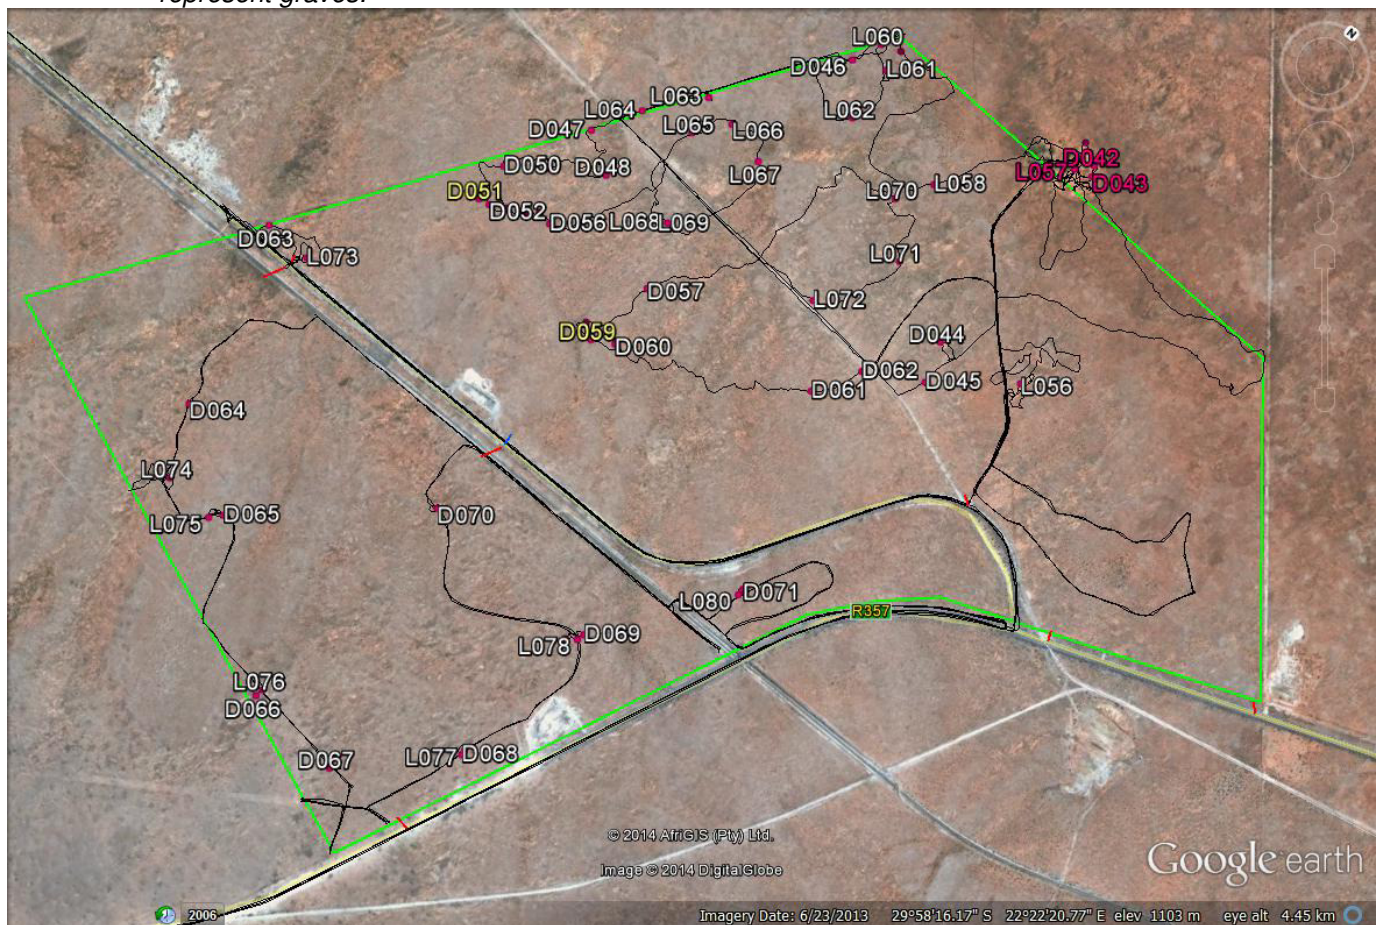 represent graves.
L060
D046
L061
L063
L064
L062
D047
L065
L066
D042
D050
D048
L067
L057
D043
D051
L058
L070
D052
D056
L068
L069
D063
L073
L071
D057
L072
D059
D060
D044
D062
D045
D061
L056
D064
L074
D065
L075
D070
D071
L080
R357
D069
L078
L076
D066
D067
L077
D068
© 2014 AfriGIS (Pty) Ltd.
Image © 2014 DigitalGlobe
Google earth
2006
Imagery Date: 6/23/2013 29°58'16.17" S 22°22'20.77" E elev 1103 m eye alt 4.45 km
N